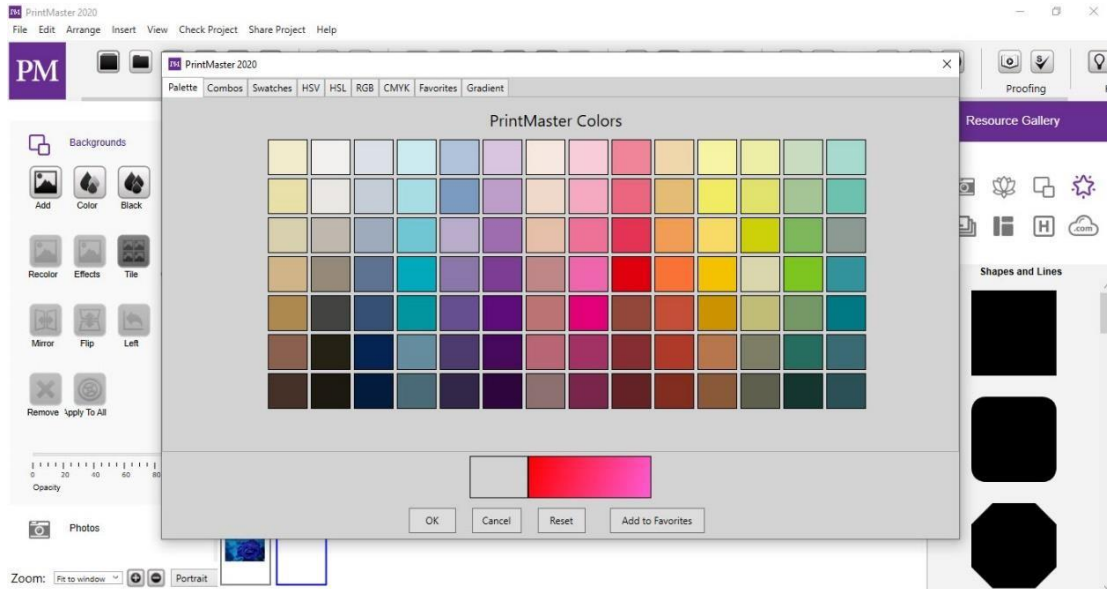 PM PrintMaster 2020
File Edit Arrange Insert View Check Project Share Project Help
PM
PM PrintMaster 2020
Palette Combos Swatches HSV HSL RGB CMYK Favorites Gradient
PrintMaster Colors
Proofing
Resource Gallery
Backgrounds
Add Color Black
Recolor Effects Tile
Mirror Flip Left
Remove Apply To All
0 20 40 60 80
Opacity
Photos
Zoom: Fit to window Portrait
OK Cancel Reset Add to Favorites
H .com
Shapes and Lines